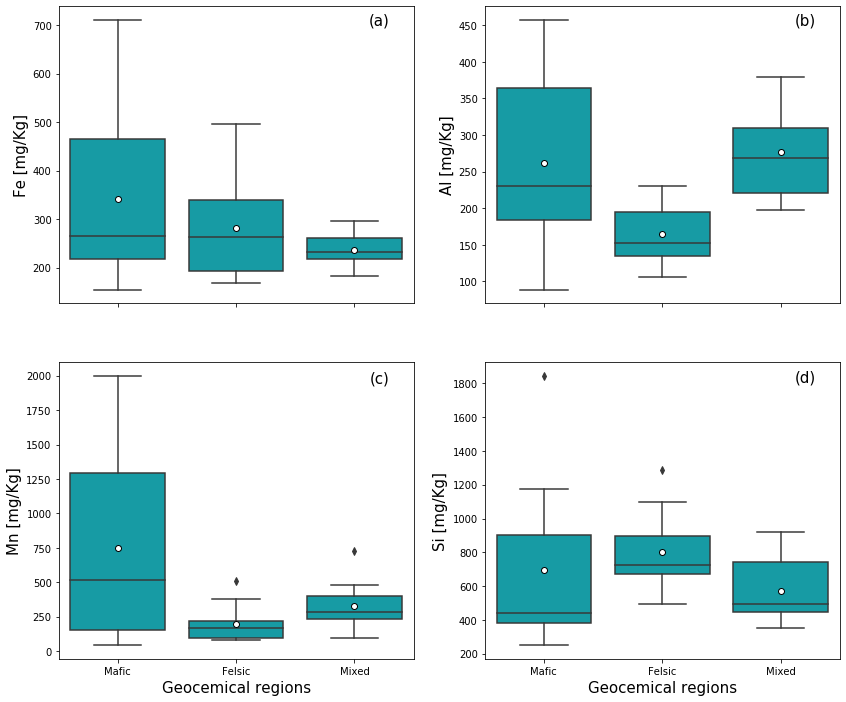 (a)
700
600
500
400
300
200
Fe [mg/Kg]
(b)
450
400
350
300
250
200
150
100
Al [mg/Kg]
(c)
2000
1750
1500
1250
1000
750
500
250
0
Mn [mg/Kg]
Mafic Felsic Mixed
Geocemical regions
(d)
1800
1600
1400
1200
1000
800
600
400
200
Si [mg/Kg]
Mafic Felsic Mixed
Geocemical regions